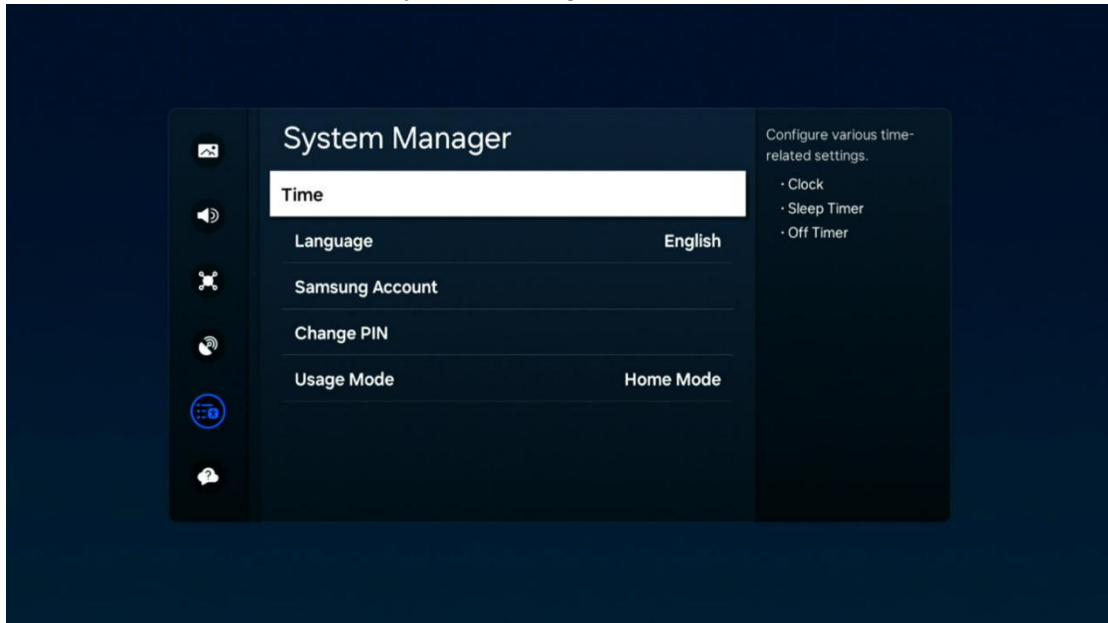 System Manager
Time
Language English
Samsung Account
Change PIN
Usage Mode Home Mode
Configure various time-
related settings.
· Clock
· Sleep Timer
· Off Timer